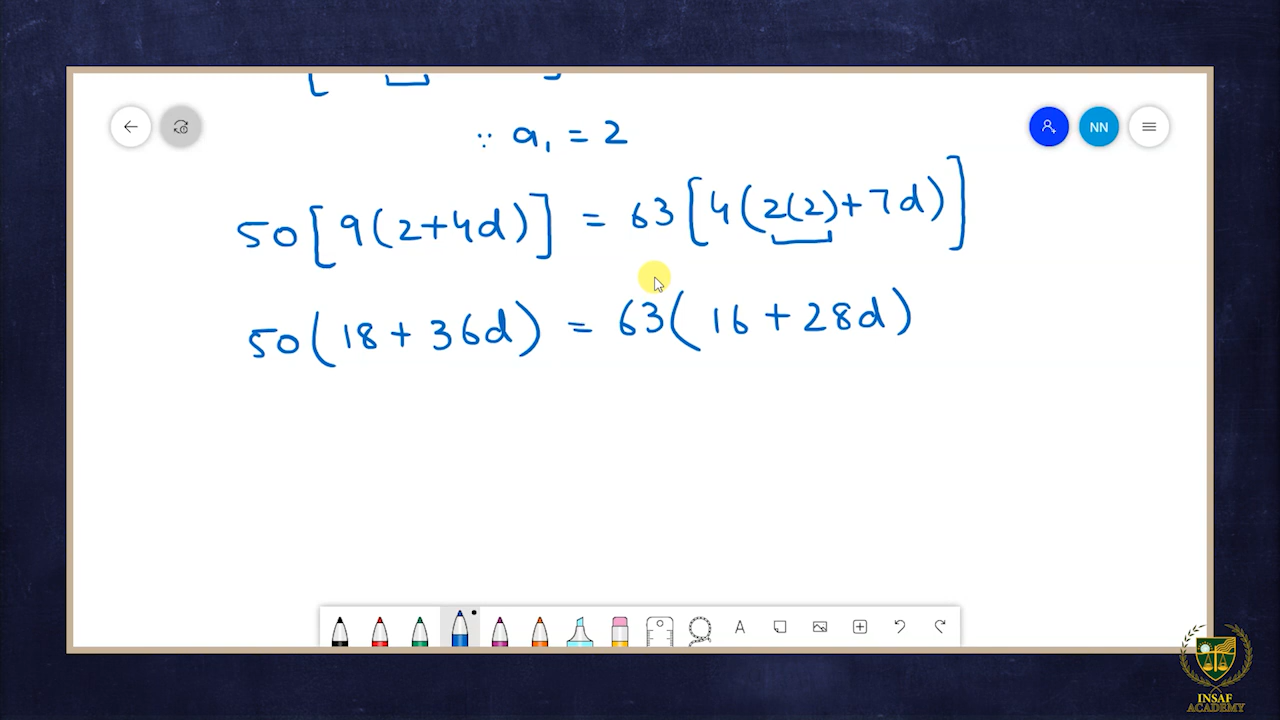 ∵ a₁ = 2
NN
50[9(2+4d)] = 63[4(2(2)+7d)]
50(18 + 36d) = 63(16 + 28d)
A
INSAF
ACADEMY